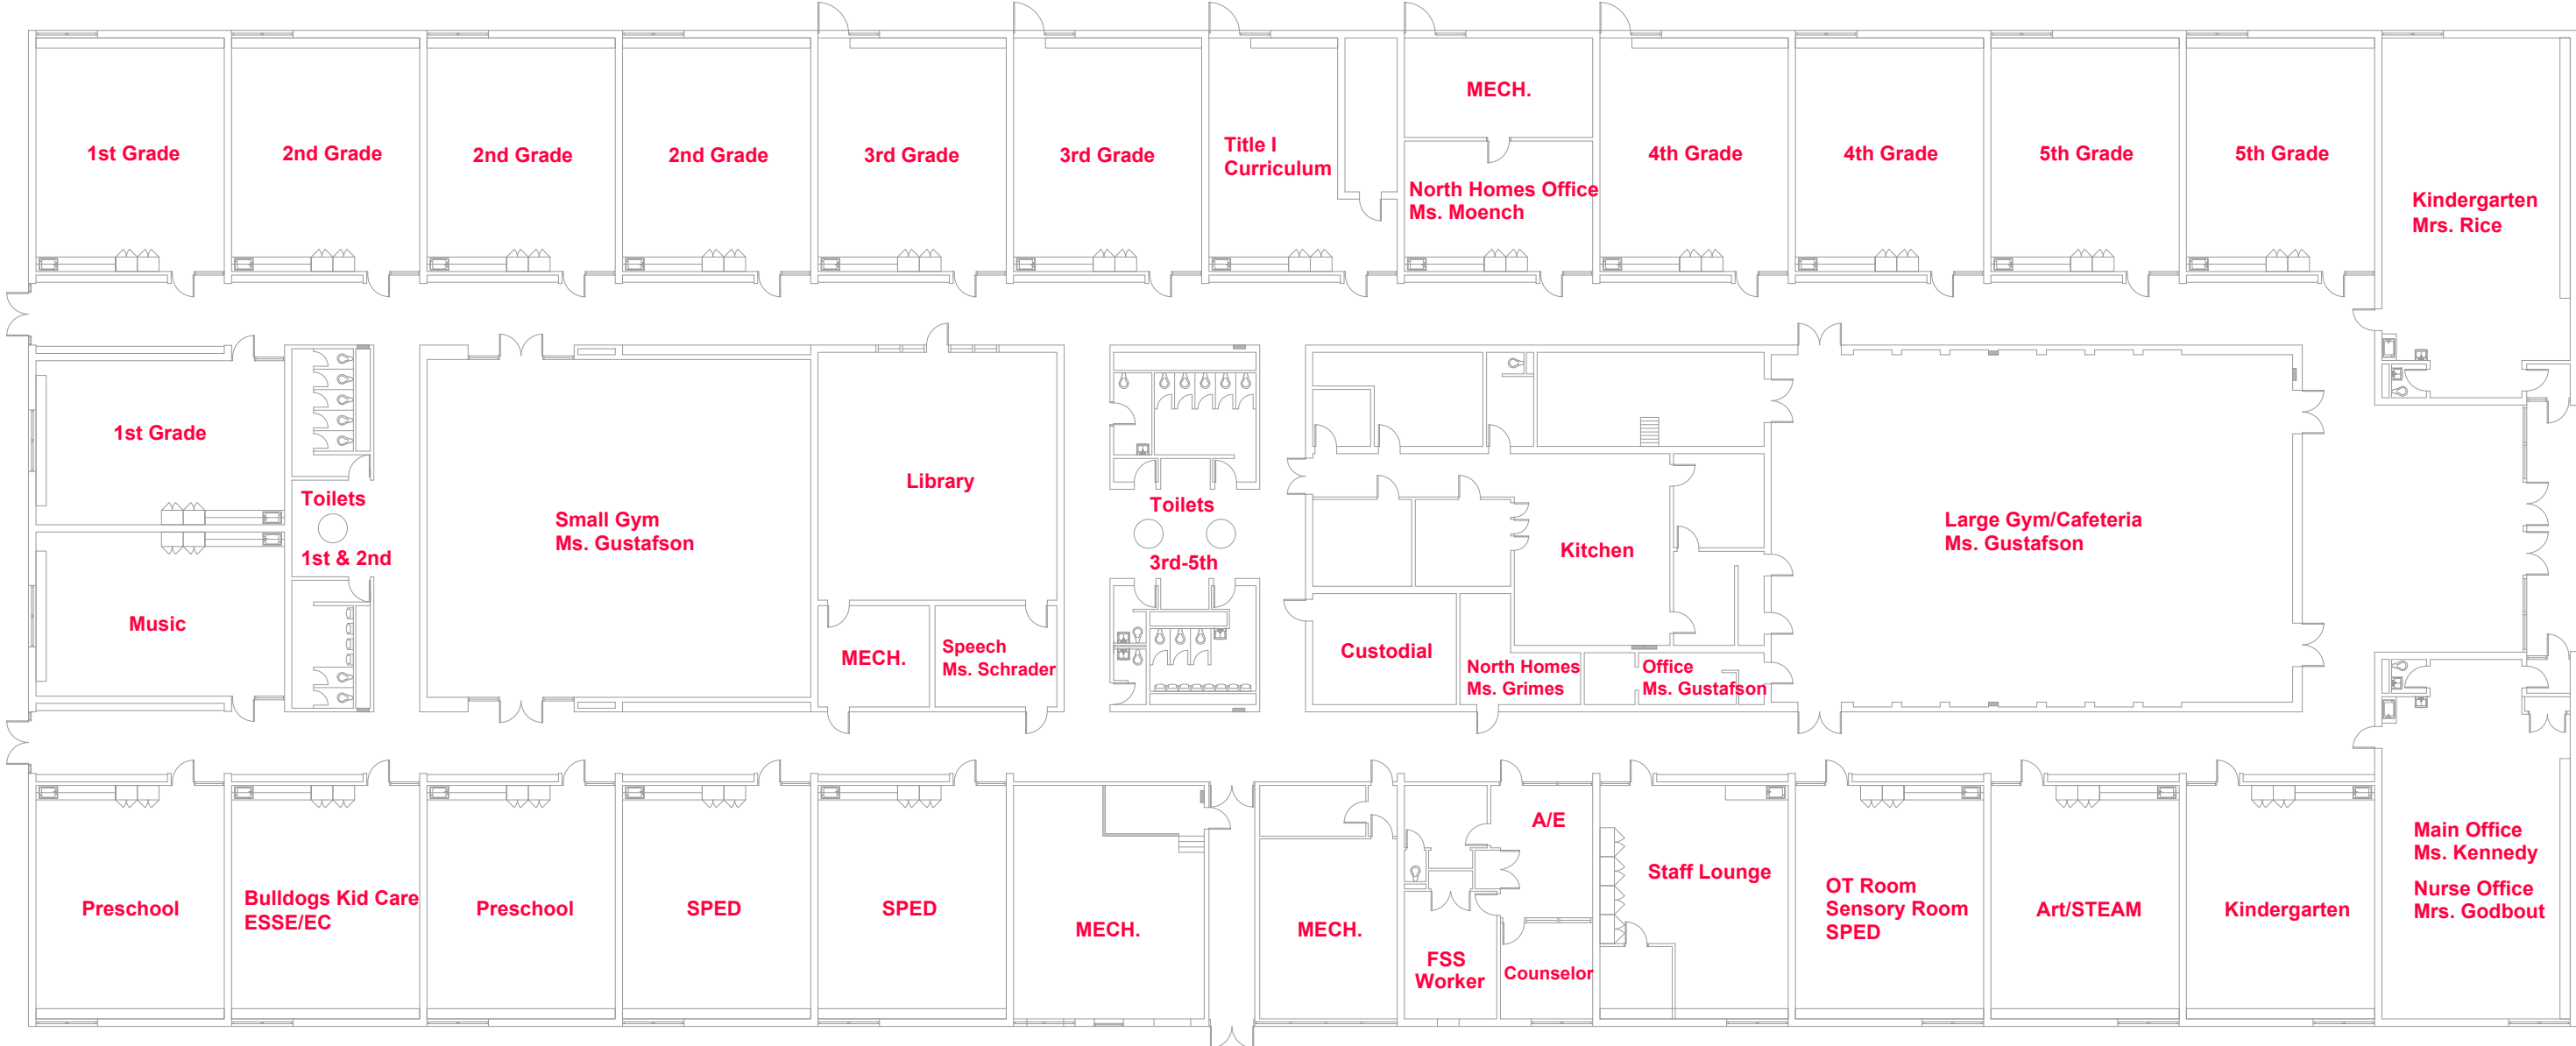 1st Grade
2nd Grade
2nd Grade
2nd Grade
3rd Grade
3rd Grade
Title I
Curriculum
MECH.
North Homes Office
Ms. Moench
4th Grade
4th Grade
5th Grade
5th Grade
Kindergarten
Mrs. Rice
1st Grade
Toilets
1st & 2nd
Music
Small Gym
Ms. Gustafson
Library
MECH.
Speech
Ms. Schrader
Toilets
3rd-5th
Kitchen
Custodial
North Homes
Ms. Grimes
Office
Ms. Gustafson
Large Gym/Cafeteria
Ms. Gustafson
Preschool
Bulldogs Kid Care
ESSE/EC
Preschool
SPED
SPED
MECH.
MECH.
FSS
Worker
A/E
Counselor
Staff Lounge
OT Room
Sensory Room
SPED
Art/STEAM
Kindergarten
Main Office
Ms. Kennedy
Nurse Office
Mrs. Godbout